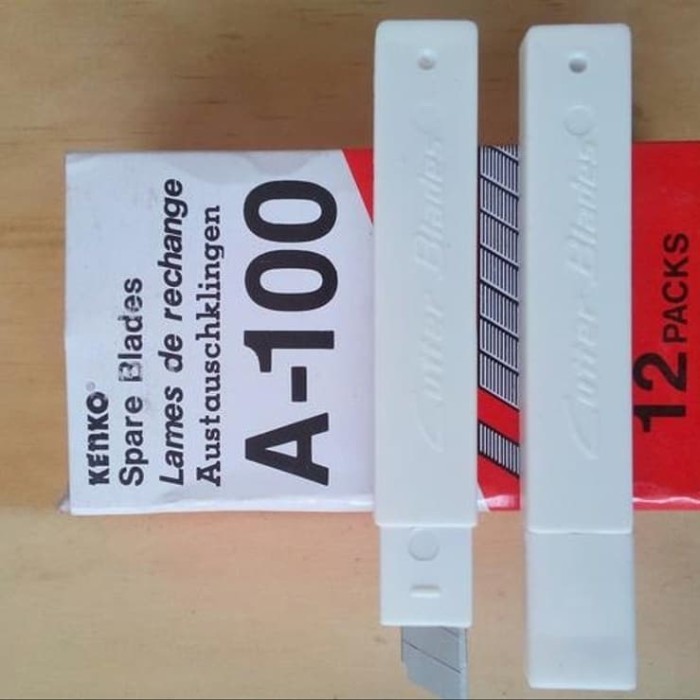 KENKO®
Spare Blades
Lames de rechange
Austauschklingen
A-100
12 PACKS
Cutter Blades
Cutter Blades